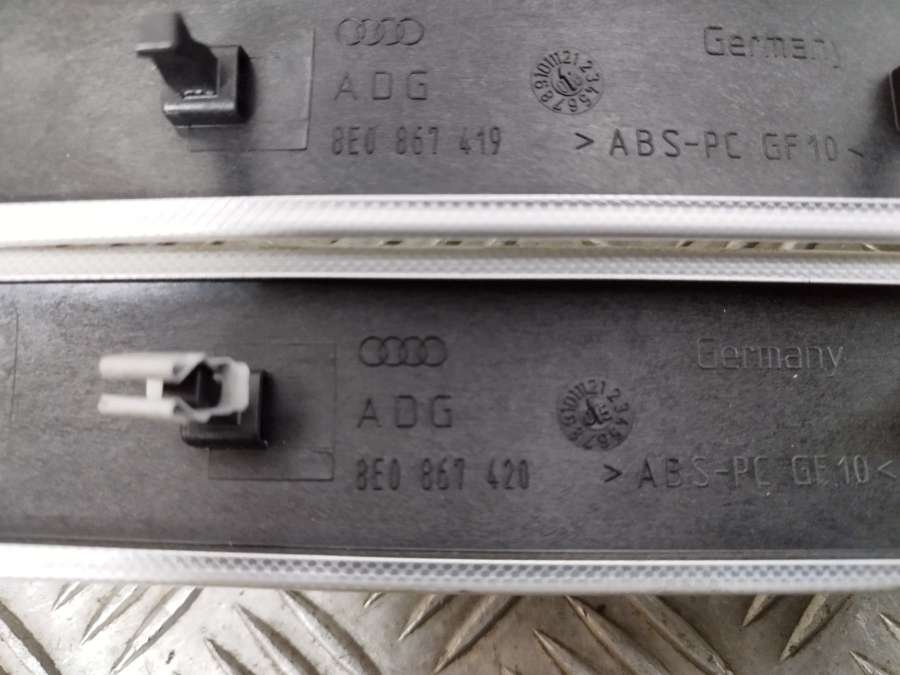 Germany
ADG
8E0 867 419
> ABS-PC GF10 <
Germany
ADG
8E0 867 420
> ABS-PC GF10 <